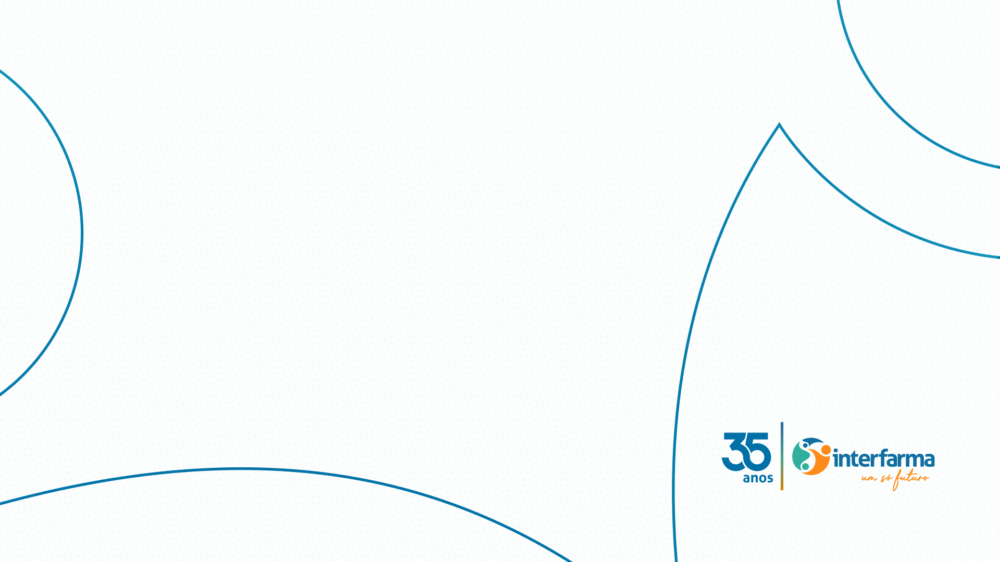 35
anos
interfarma
um só futuro